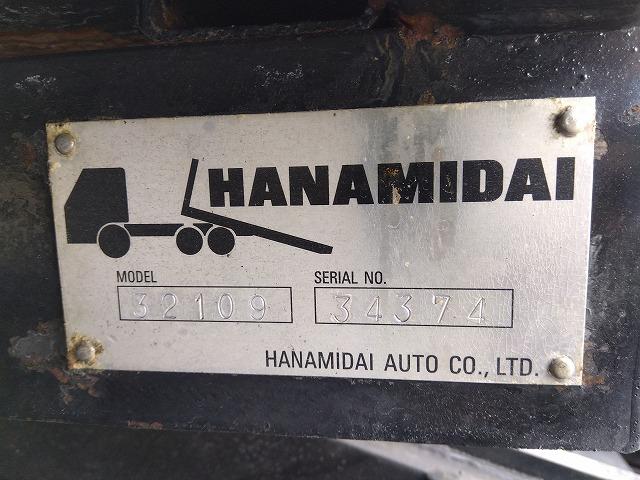 HANAMIDAI
MODEL SERIAL NO.
32109 34374
HANAMIDAI AUTO CO., LTD.